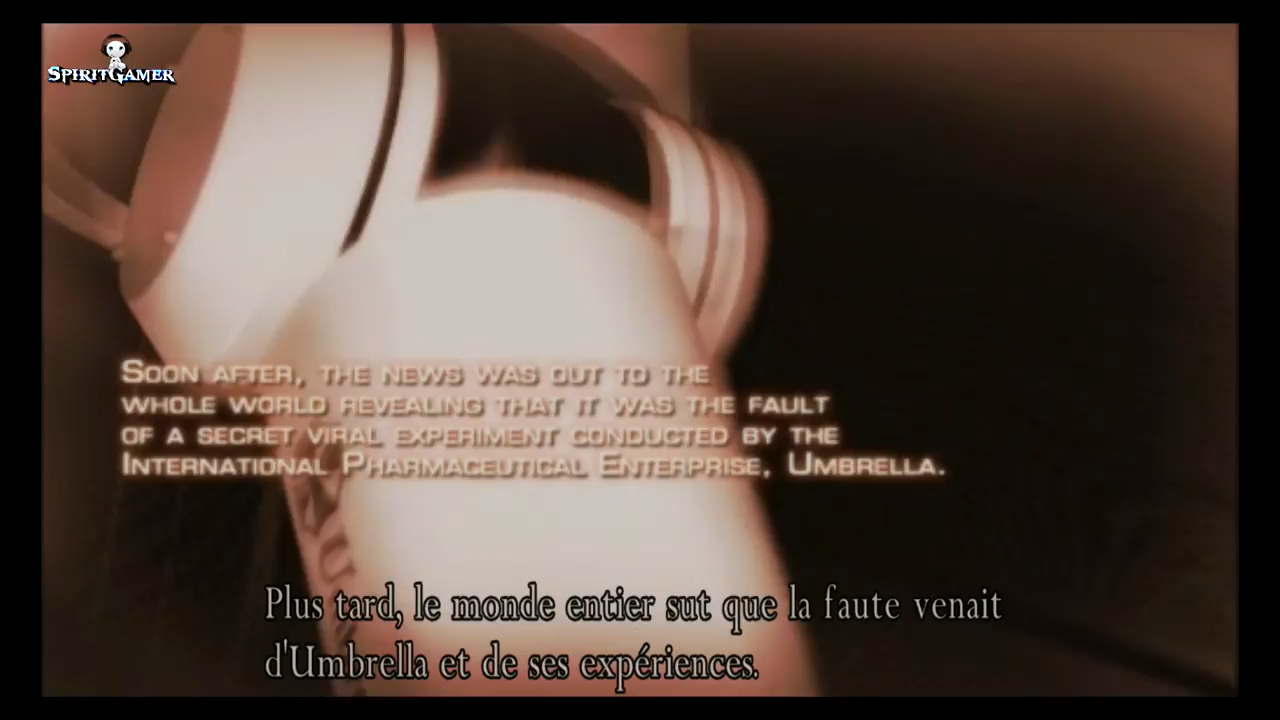 SPIRITGAMER
SOON AFTER, THE NEWS WAS OUT TO THE
WHOLE WORLD REVEALING THAT IT WAS THE FAULT
OF A SECRET VIRAL EXPERIMENT CONDUCTED BY THE
INTERNATIONAL PHARMACEUTICAL ENTERPRISE, UMBRELLA.
Plus tard, le monde entier sut que la faute venait
d'Umbrella et de ses expériences.